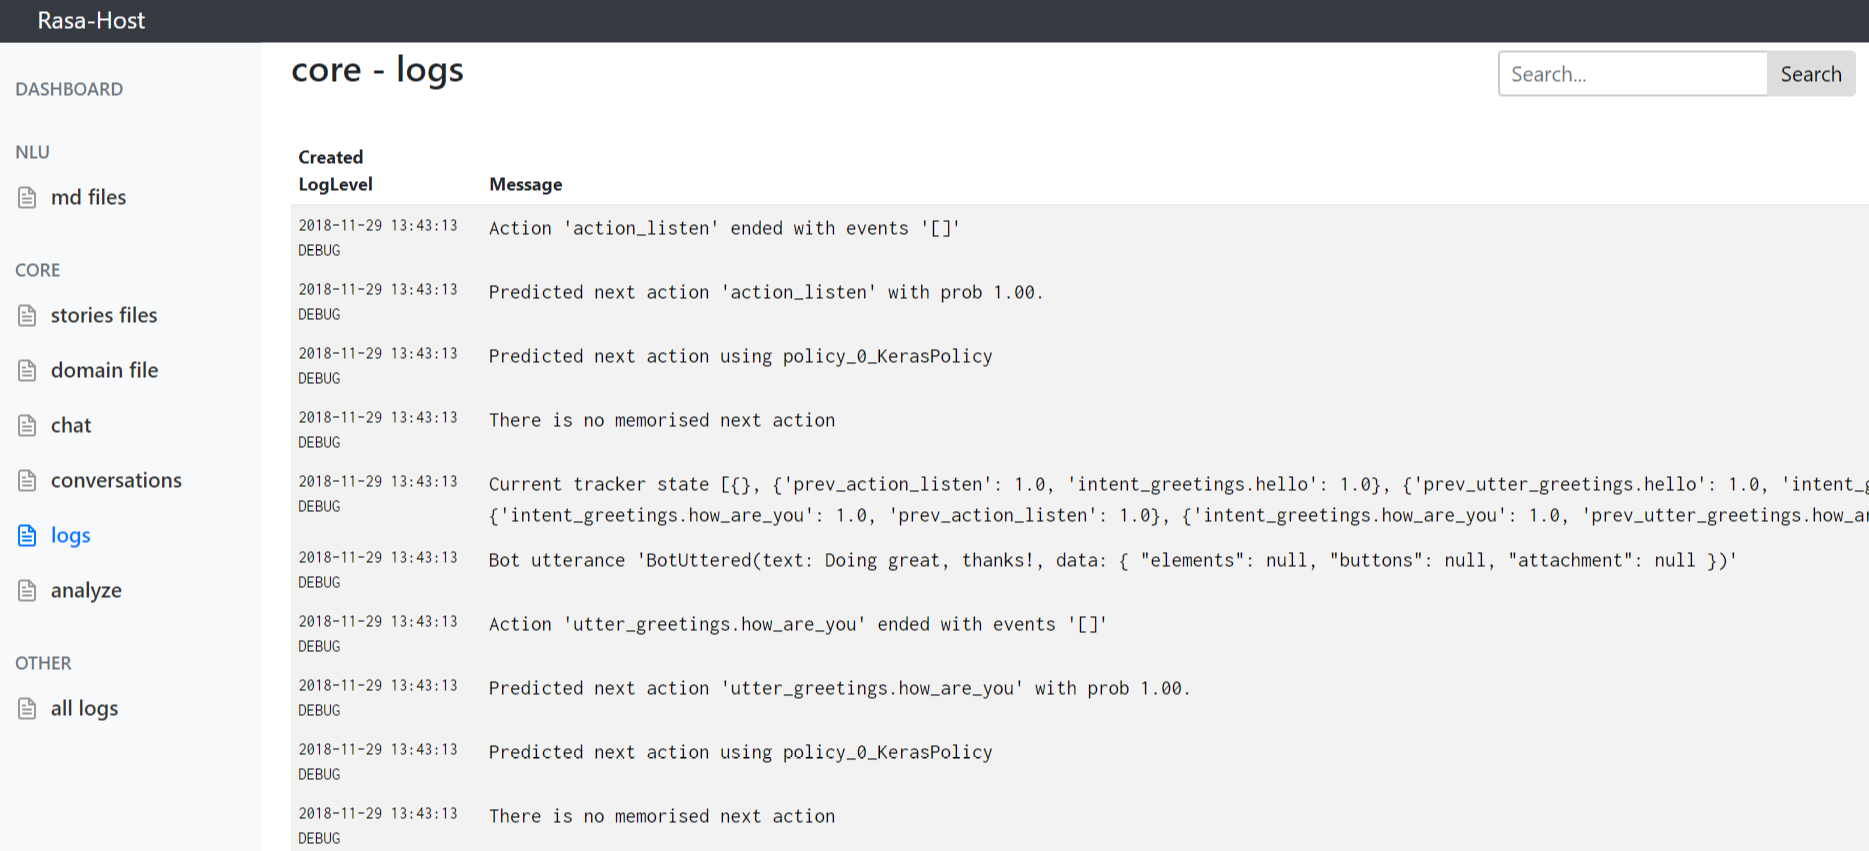 Rasa-Host
core - logs
Search...
Search
DASHBOARD
NLU
md files
CORE
stories files
domain file
chat
conversations
logs
analyze
OTHER
all logs
Created
LogLevel
Message
2018-11-29 13:43:13
DEBUG
Action 'action_listen' ended with events '[]'
2018-11-29 13:43:13
DEBUG
Predicted next action 'action_listen' with prob 1.00.
2018-11-29 13:43:13
DEBUG
Predicted next action using policy_0_KerasPolicy
2018-11-29 13:43:13
DEBUG
There is no memorised next action
2018-11-29 13:43:13
DEBUG
Current tracker state [{}, {'prev_action_listen': 1.0, 'intent_greetings.hello': 1.0}, {'prev_utter_greetings.hello': 1.0, 'intent_g
{'intent_greetings.how_are_you': 1.0, 'prev_action_listen': 1.0}, {'intent_greetings.how_are_you': 1.0, 'prev_utter_greetings.how_ar
2018-11-29 13:43:13
DEBUG
Bot utterance 'BotUttered(text: Doing great, thanks!, data: { "elements": null, "buttons": null, "attachment": null })'
2018-11-29 13:43:13
DEBUG
Action 'utter_greetings.how_are_you' ended with events '[]'
2018-11-29 13:43:13
DEBUG
Predicted next action 'utter_greetings.how_are_you' with prob 1.00.
2018-11-29 13:43:13
DEBUG
Predicted next action using policy_0_KerasPolicy
2018-11-29 13:43:13
DEBUG
There is no memorised next action